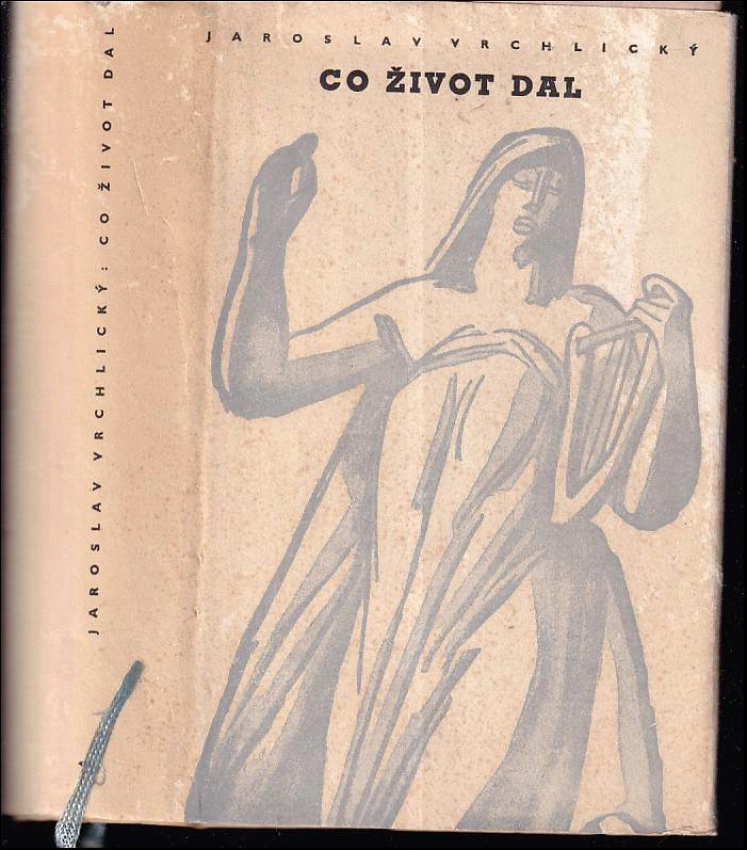 JAROSLAV VRCHLICKÝ
CO ŽIVOT DAL
JAROSLAV VRCHLICKÝ: CO ŽIVOT DAL